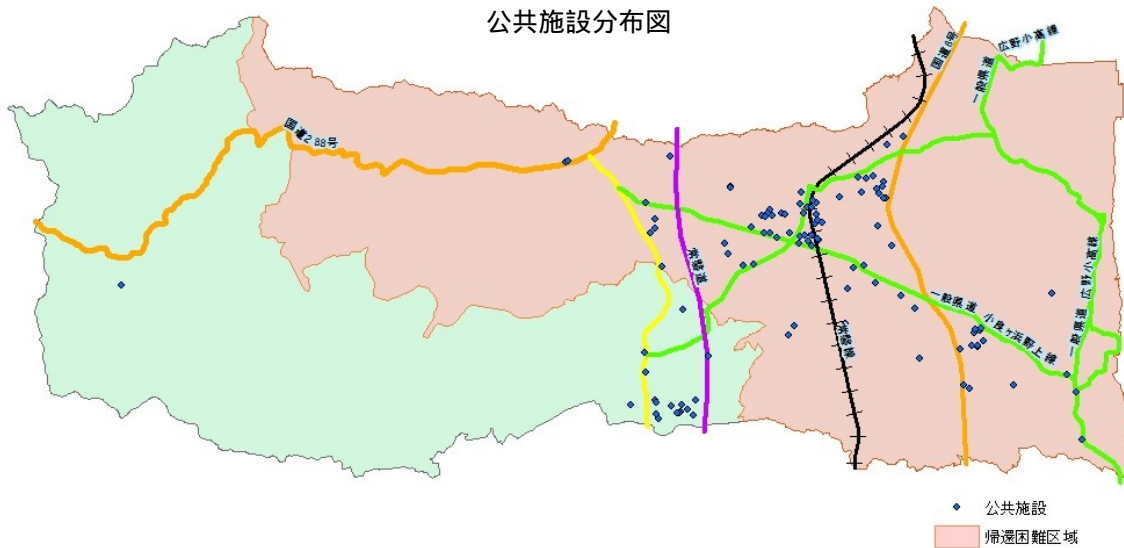 公共施設分布図
広野小高線
国道6号
一般県道
国道288号
常磐道
一般県道 広野小高線
一般県道 小良ヶ浜野上線
常磐線
公共施設
帰還困難区域